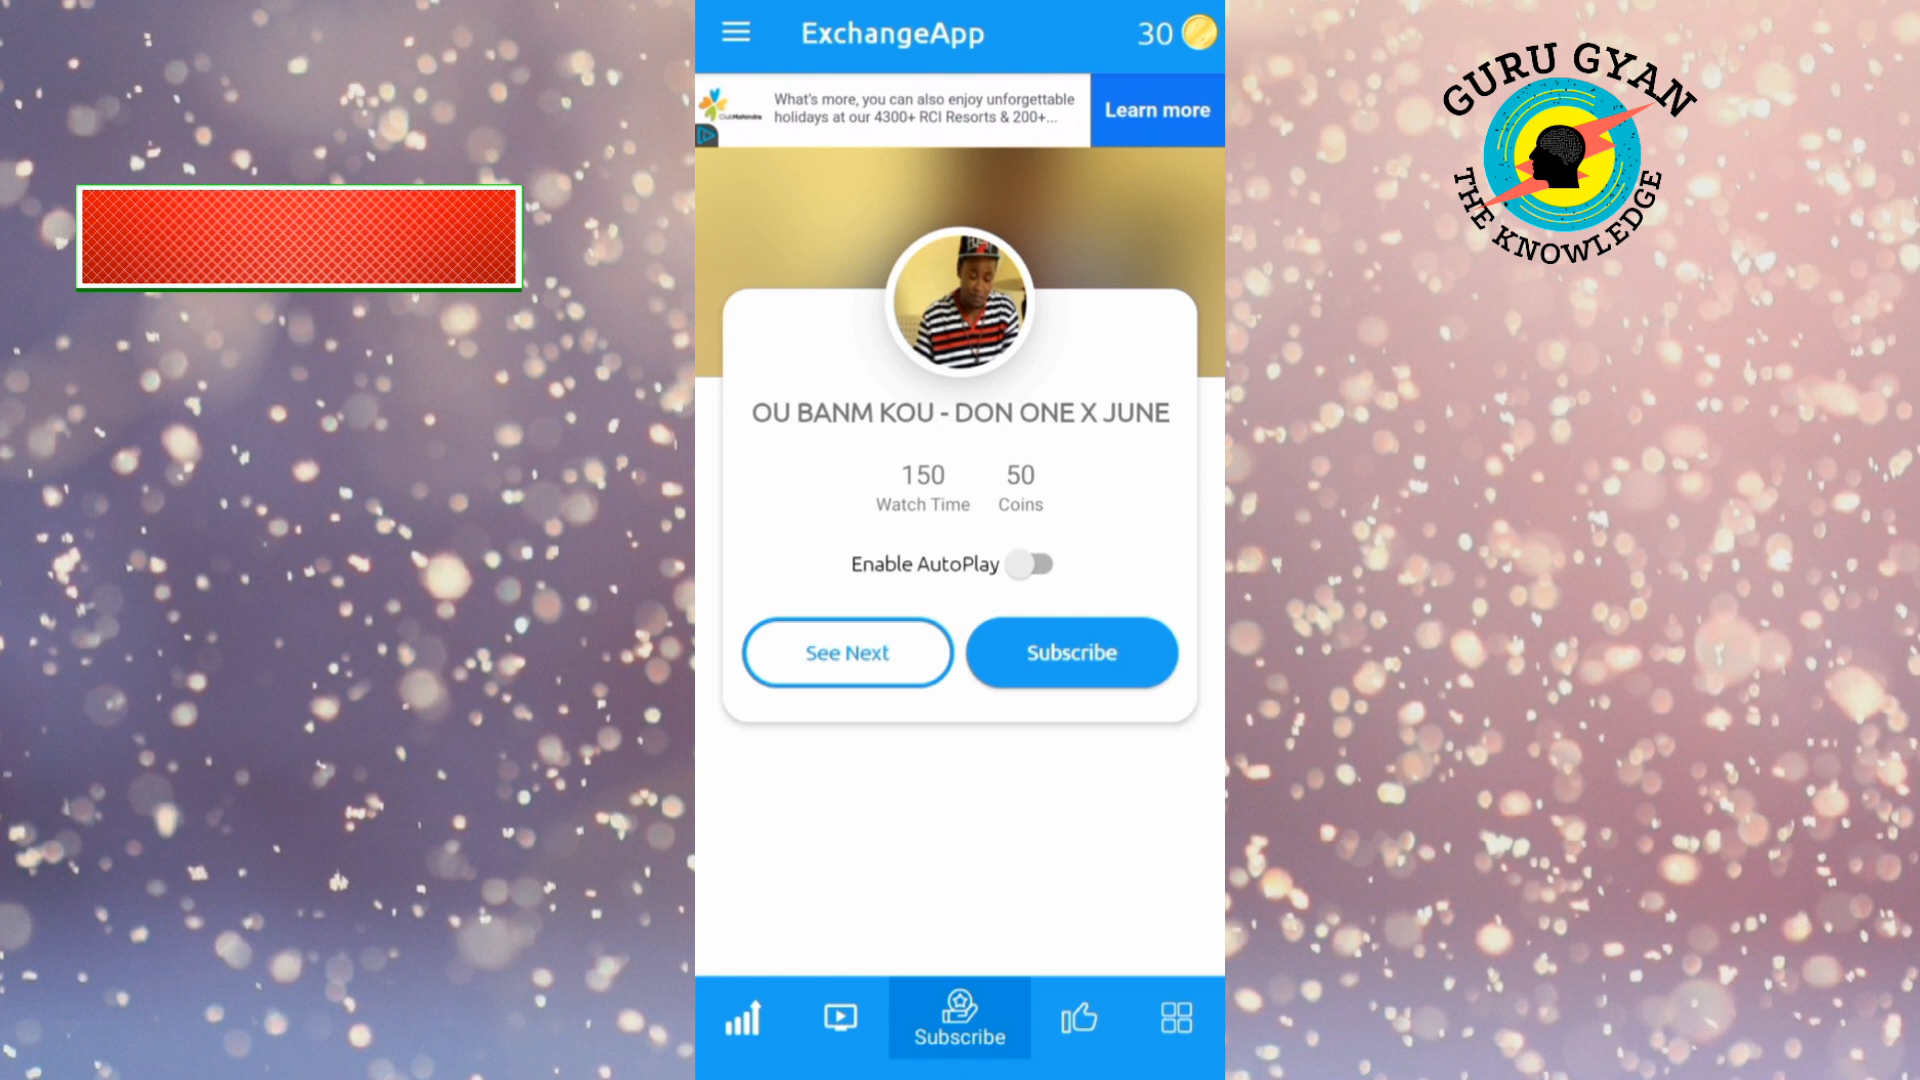 ExchangeApp
30
What's more, you can also enjoy unforgettable
holidays at our 4300+ RCI Resorts & 200+...
Learn more
ClubMahindra
GURU GYAN
THE KNOWLEDGE
OU BANM KOU - DON ONE X JUNE
150
50
Watch Time
Coins
Enable AutoPlay
See Next
Subscribe
Subscribe